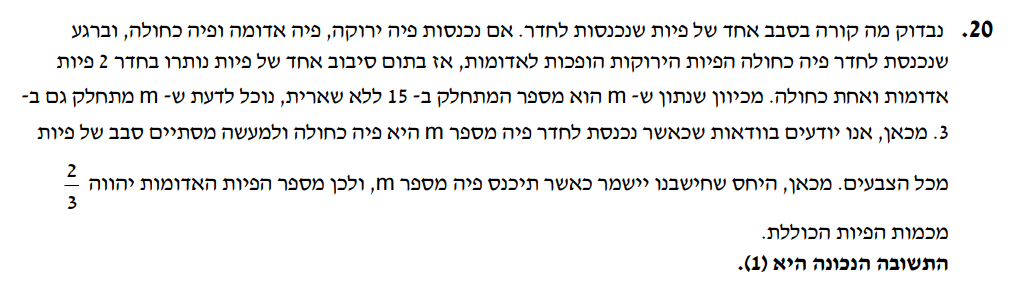 20. נבדוק מה קורה בסבב אחד של פיות שנכנסות לחדר. אם נכנסות פיה ירוקה, פיה אדומה ופיה כחולה, וברגע
שנכנסת לחדר פיה כחולה הפיות הירוקות הופכות לאדומות, אז בתום סיבוב אחד של פיות נותרו בחדר 2 פיות
אדומות ואחת כחולה. מכיוון שנתון ש- m הוא מספר המתחלק ב- 15 ללא שארית, נוכל לדעת ש- m מתחלק גם ב-
3. מכאן, אנו יודעים בוודאות שכאשר נכנסת לחדר פיה מספר m היא פיה כחולה ולמעשה מסתיים סבב של פיות
מכל הצבעים. מכאן, היחס שחישבנו יישמר כאשר תיכנס פיה מספר m, ולכן מספר הפיות האדומות יהווה 2/3
מכמות הפיות הכוללת.
התשובה הנכונה היא (1).